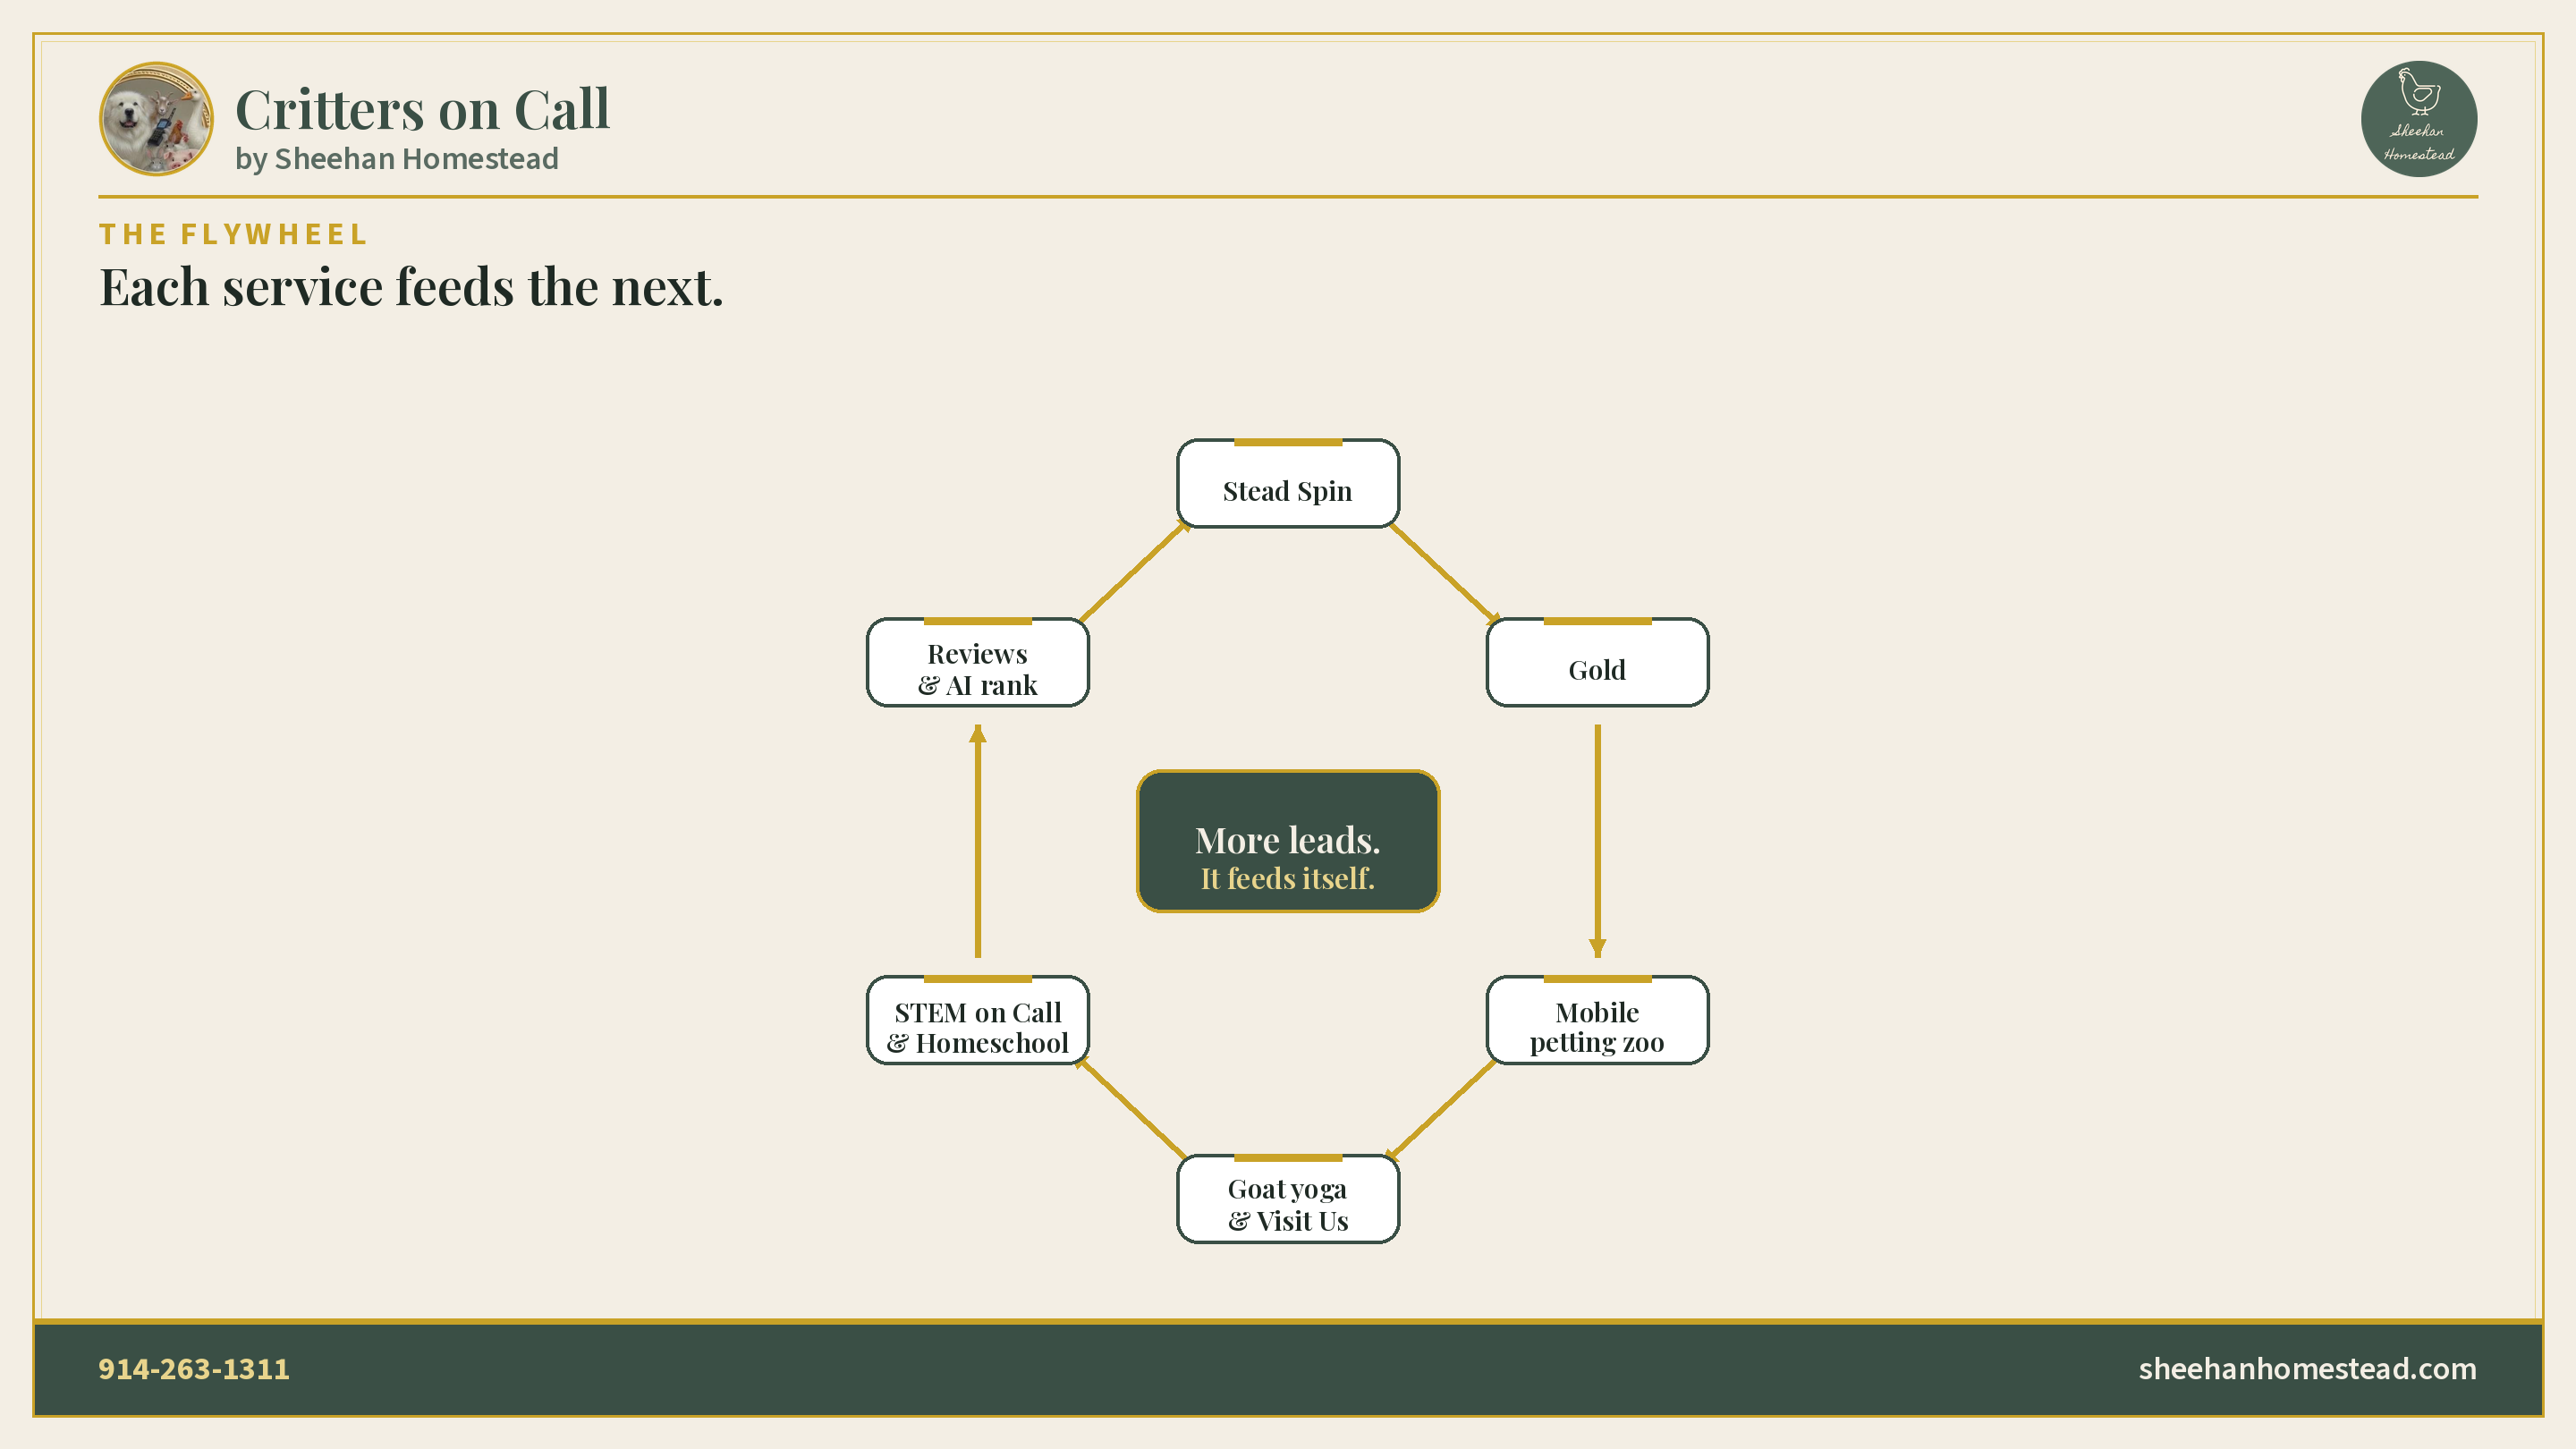 Critters on Call
by Sheehan Homestead
Sheehan
Homestead
THE FLYWHEEL
Each service feeds the next.
Stead Spin
Reviews
& AI rank
Gold
More leads.
It feeds itself.
STEM on Call
& Homeschool
Mobile
petting zoo
Goat yoga
& Visit Us
914-263-1311
sheehanhomestead.com